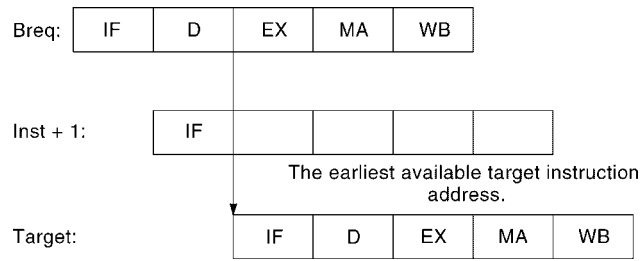 Breq: IF D EX MA WB
Inst + 1: IF
The earliest available target instruction
address.
Target: IF D EX MA WB